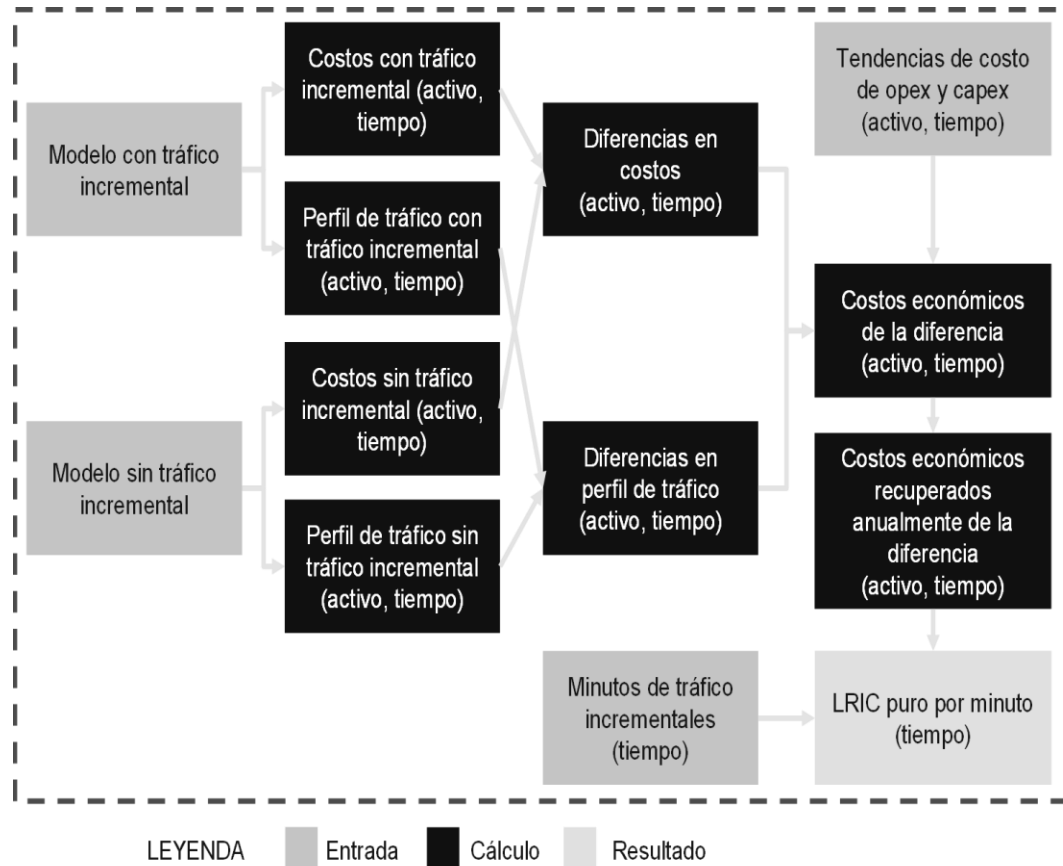 Modelo con tráfico
incremental
Modelo sin tráfico
incremental
Costos con tráfico
incremental (activo,
tiempo)
Perfil de tráfico con
tráfico incremental
(activo, tiempo)
Costos sin tráfico
incremental (activo,
tiempo)
Perfil de tráfico sin
tráfico incremental
(activo, tiempo)
Diferencias en
costos
(activo, tiempo)
Diferencias en
perfil de tráfico
(activo, tiempo)
Minutos de tráfico
incrementales
(tiempo)
Tendencias de costo
de opex y capex
(activo, tiempo)
Costos económicos
de la diferencia
(activo, tiempo)
Costos económicos
recuperados
anualmente de la
diferencia
(activo, tiempo)
LRIC puro por minuto
(tiempo)
LEYENDA
Entrada
Cálculo
Resultado